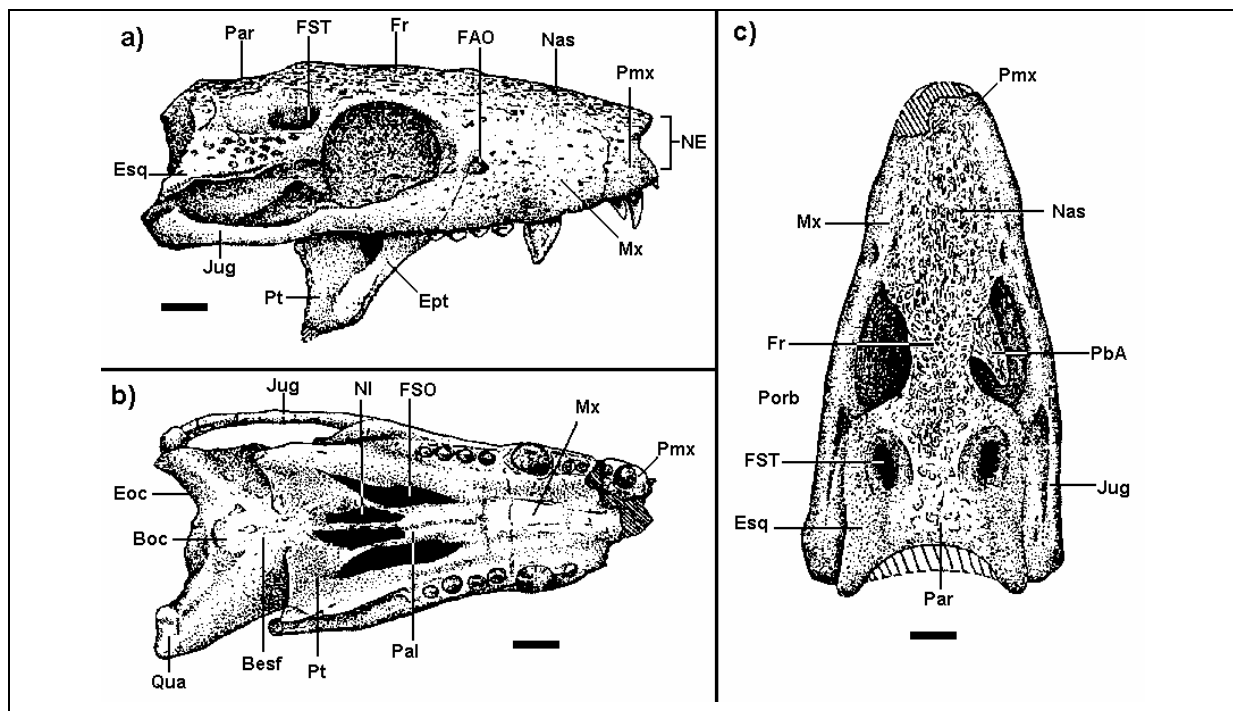 a)
Par
FST
Fr
FAO
Nas
Pmx
NE
Esq
Jug
Pt
Ept
Mx
b)
Jug
NI
FSO
Mx
Pmx
Eoc
Boc
Qua
Besf
Pt
Pal
c)
Pmx
Mx
Nas
Fr
PbA
Porb
FST
Jug
Esq
Par